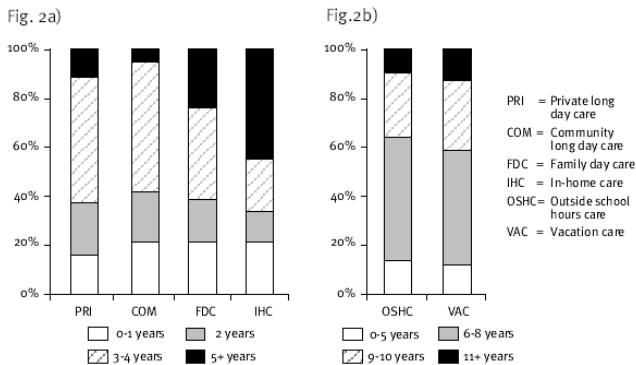 Fig. 2a)
100%
80%
60%
40%
20%
0%
PRI COM FDC IHC
0-1 years 2 years
3-4 years 5+ years
Fig.2b)
100%
80%
60%
40%
20%
0%
OSHC VAC
0-5 years 6-8 years
9-10 years 11+ years
PRI = Private long
day care
COM = Community
long day care
FDC = Family day care
IHC = In-home care
OSHC= Outside school
hours care
VAC = Vacation care